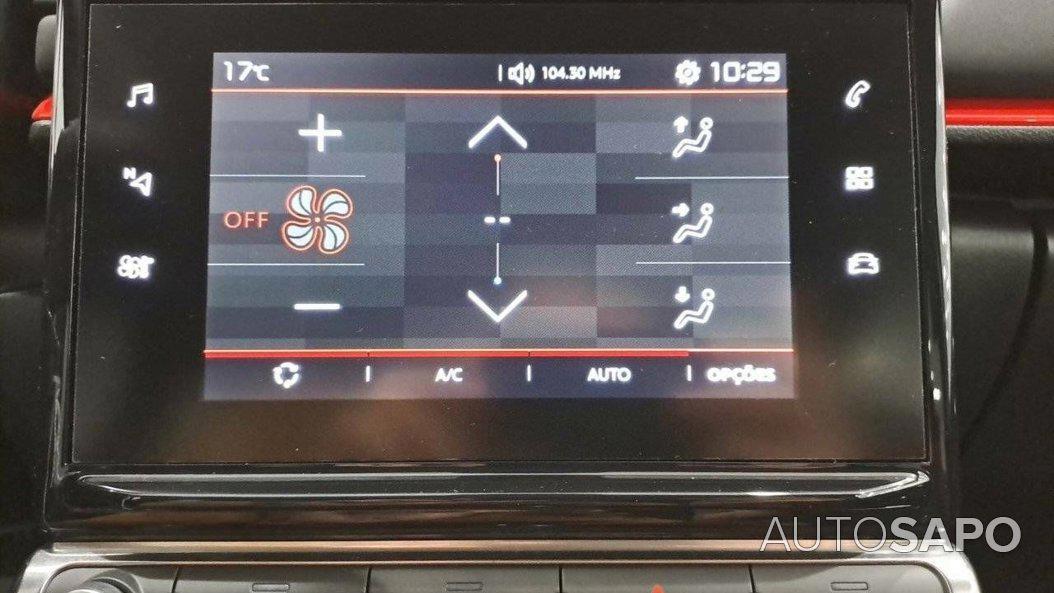 17°C 104.30 MHz 10:29
N
OFF
--
A/C AUTO OPÇÕES
AUTOSAPO